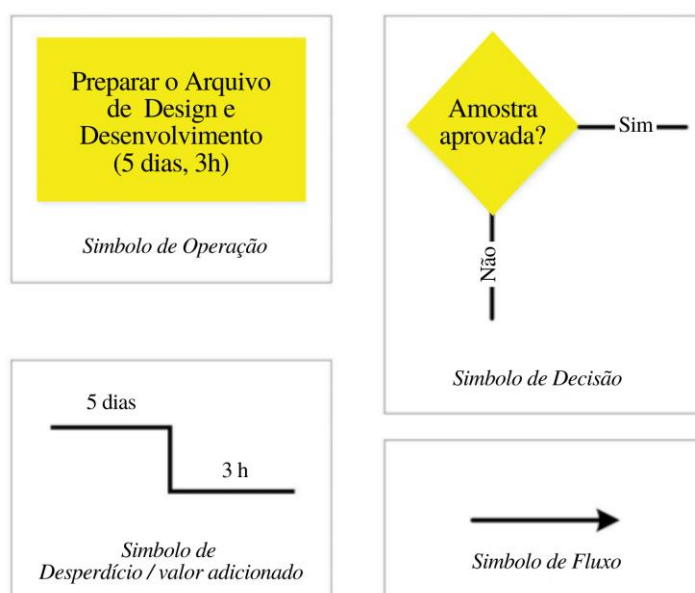 Preparar o Arquivo
de Design e
Desenvolvimento
(5 dias, 3h)
Simbolo de Operação
Amostra
aprovada?
Sim
Não
Simbolo de Decisão
5 dias
3 h
Simbolo de
Desperdício / valor adicionado
Simbolo de Fluxo